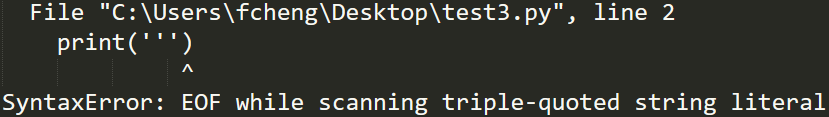 File "C:\Users\fcheng\Desktop\test3.py", line 2
print(''')
^
SyntaxError: EOF while scanning triple-quoted string literal